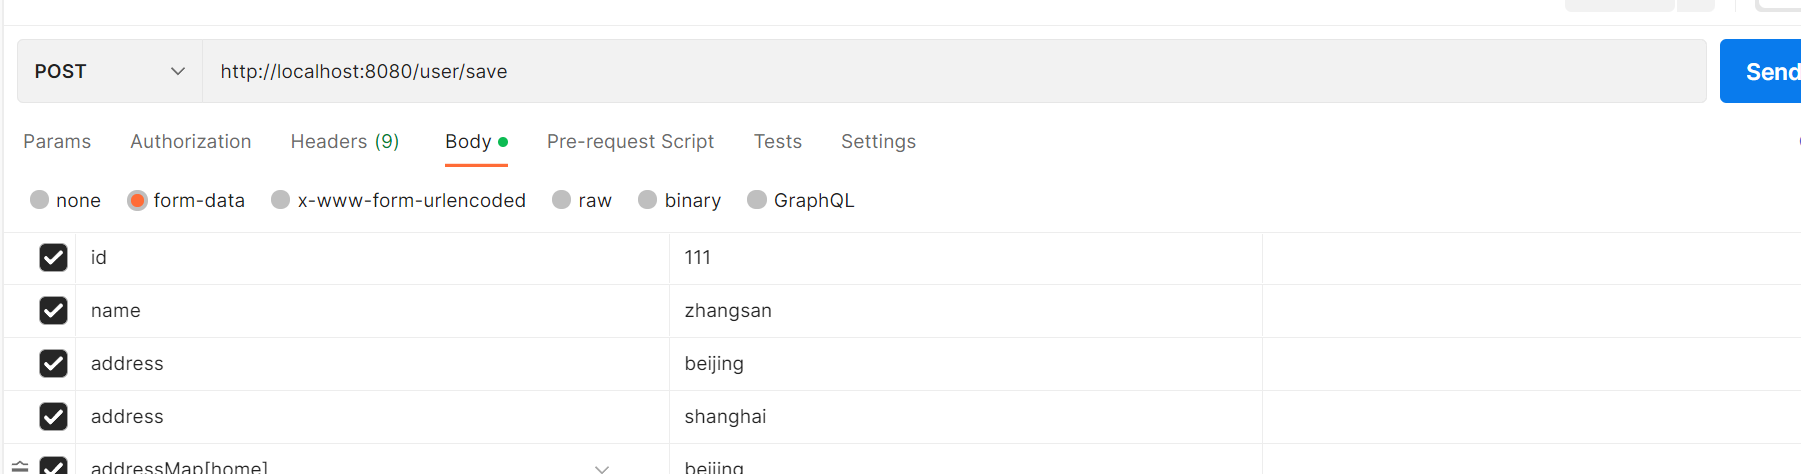 POST http://localhost:8080/user/save Send
Params Authorization Headers (9) Body Pre-request Script Tests Settings
none form-data x-www-form-urlencoded raw binary GraphQL
id 111
name zhangsan
address beijing
address shanghai
addressMap[home] beijing